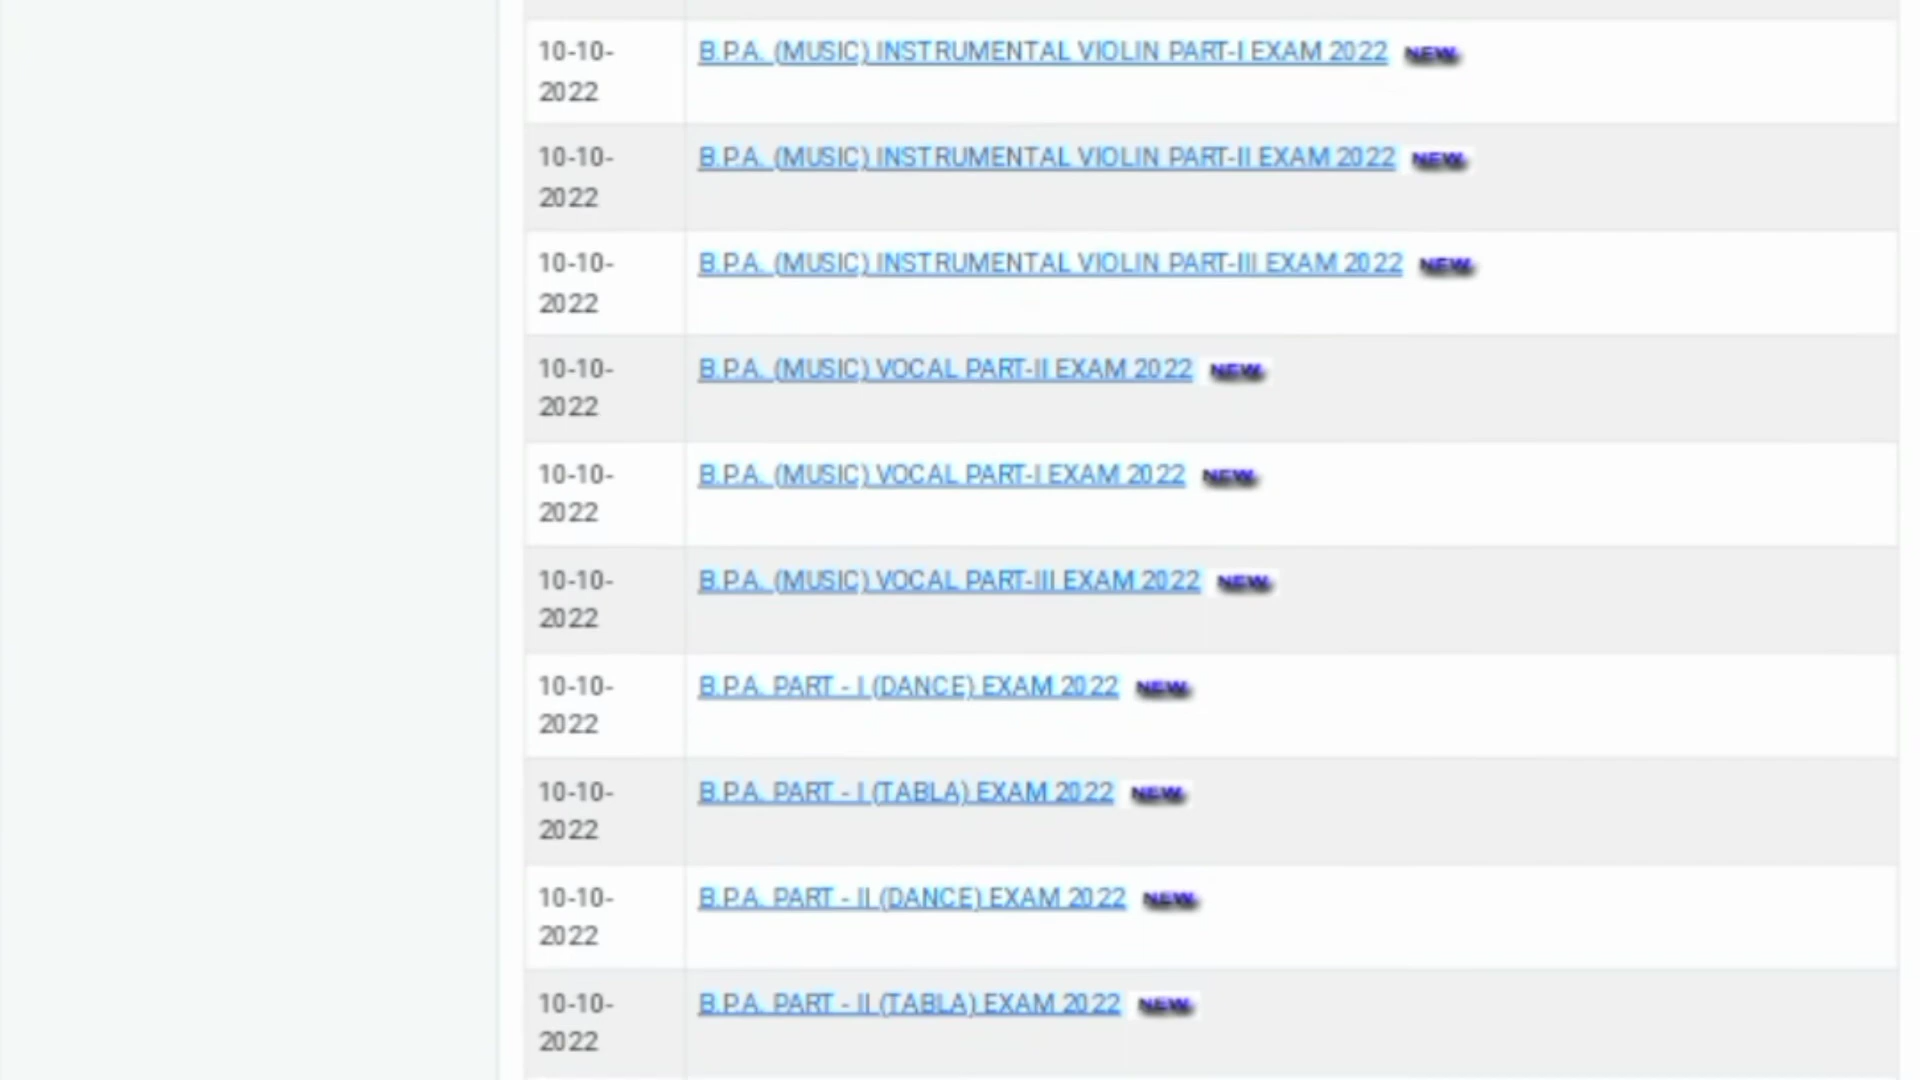 10-10- B.P.A. (MUSIC) INSTRUMENTAL VIOLIN PART-I EXAM 2022 NEW
2022
10-10- B.P.A. (MUSIC) INSTRUMENTAL VIOLIN PART-II EXAM 2022 NEW
2022
10-10- B.P.A. (MUSIC) INSTRUMENTAL VIOLIN PART-III EXAM 2022 NEW
2022
10-10- B.P.A. (MUSIC) VOCAL PART-II EXAM 2022 NEW
2022
10-10- B.P.A. (MUSIC) VOCAL PART-I EXAM 2022 NEW
2022
10-10- B.P.A. (MUSIC) VOCAL PART-III EXAM 2022 NEW
2022
10-10- B.P.A. PART - I (DANCE) EXAM 2022 NEW
2022
10-10- B.P.A. PART - I (TABLA) EXAM 2022 NEW
2022
10-10- B.P.A. PART - II (DANCE) EXAM 2022 NEW
2022
10-10- B.P.A. PART - II (TABLA) EXAM 2022 NEW
2022